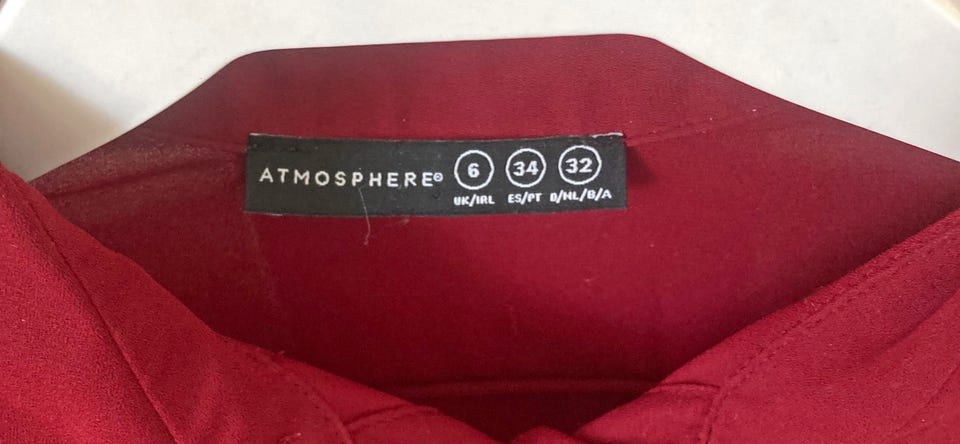 ATMOSPHERE® 6 34 32
UK/IRL ES/PT D/NL/B/A